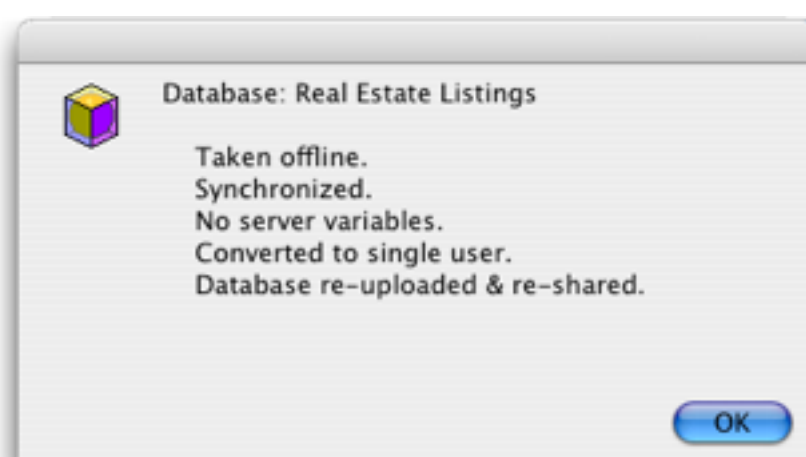 Database: Real Estate Listings
Taken offline.
Synchronized.
No server variables.
Converted to single user.
Database re-uploaded & re-shared.
OK